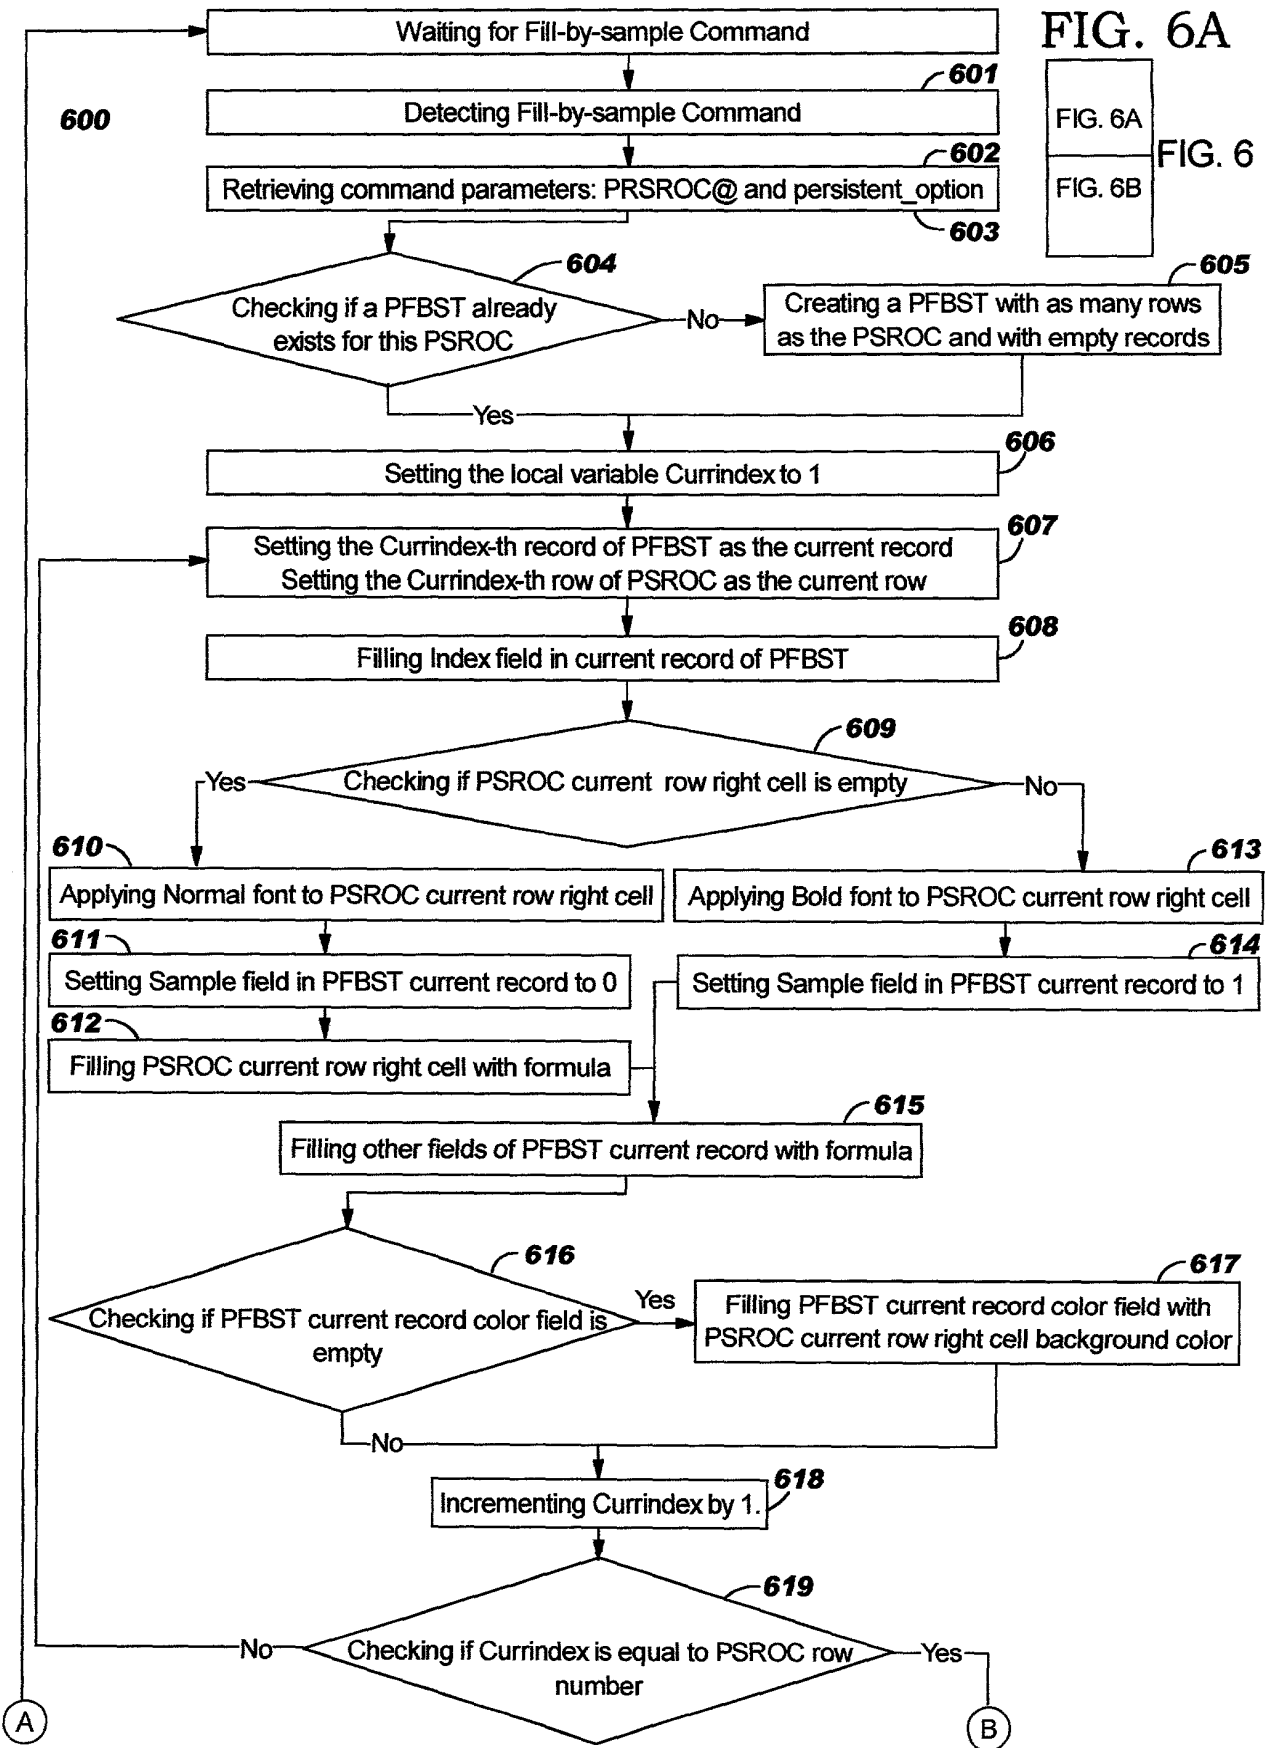 FIG. 6A
Waiting for Fill-by-sample Command
601
600
Detecting Fill-by-sample Command
FIG. 6A
FIG. 6
FIG. 6B
602
Retrieving command parameters: PRSROC@ and persistent_option
603
604
605
Checking if a PFBST already
exists for this PSROC
No
Creating a PFBST with as many rows
as the PSROC and with empty records
Yes
606
Setting the local variable Currindex to 1
607
Setting the Currindex-th record of PFBST as the current record
Setting the Currindex-th row of PSROC as the current row
608
Filling Index field in current record of PFBST
609
Yes
Checking if PSROC current row right cell is empty
No
610
613
Applying Normal font to PSROC current row right cell
Applying Bold font to PSROC current row right cell
611
614
Setting Sample field in PFBST current record to 0
Setting Sample field in PFBST current record to 1
612
Filling PSROC current row right cell with formula
615
Filling other fields of PFBST current record with formula
616
617
Checking if PFBST current record color field is
empty
Yes
Filling PFBST current record color field with
PSROC current row right cell background color
No
618
Incrementing Currindex by 1.
619
No
Checking if Currindex is equal to PSROC row
number
Yes
A
B